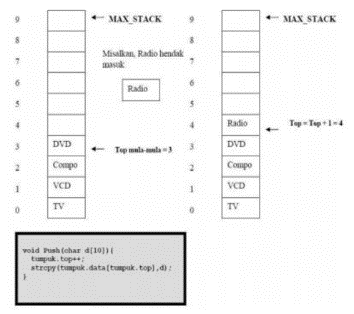 9 MAX_STACK
8
7
6
5
4
3 DVD
2 Compo
1 VCD
0 TV
Misalkan, Radio hendak
masuk
Radio
Top mula-mula = 3
9 MAX_STACK
8
7
6
5
4 Radio
3 DVD
2 Compo
1 VCD
0 TV
Top = Top + 1 = 4
void Push(char d[10]){
tumpuk.top++;
strcpy(tumpuk.data[tumpuk.top],d);
}